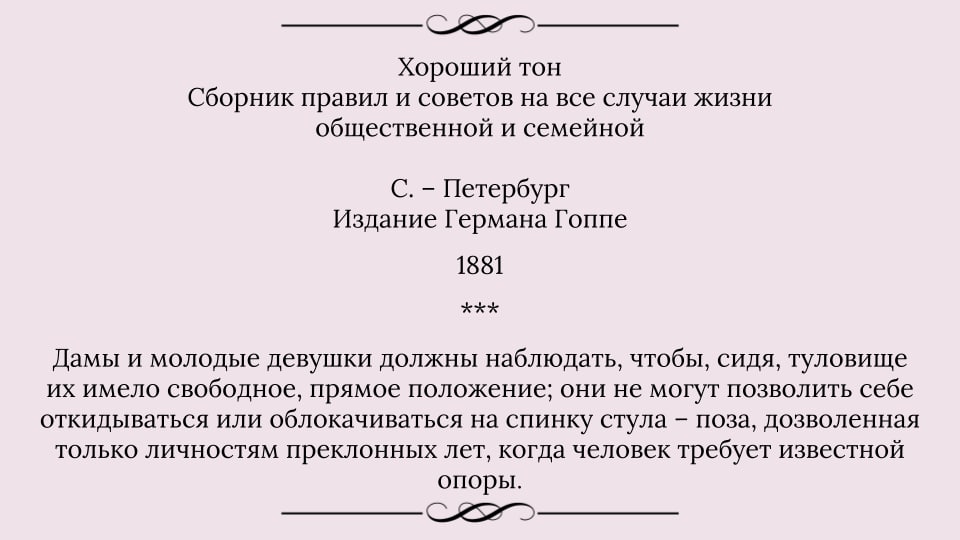 Хороший тон
Сборник правил и советов на все случаи жизни
общественной и семейной
С. – Петербург
Издание Германа Гоппе
1881
***
Дамы и молодые девушки должны наблюдать, чтобы, сидя, туловище
их имело свободное, прямое положение; они не могут позволить себе
откидываться или облокачиваться на спинку стула – поза, дозволенная
только личностям преклонных лет, когда человек требует известной
опоры.